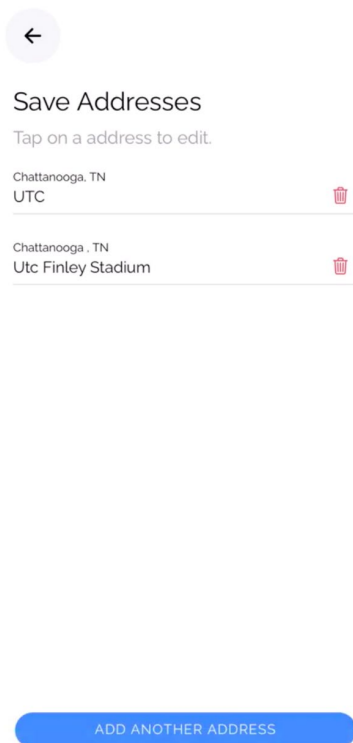 Save Addresses
Tap on a address to edit.
Chattanooga, TN
UTC
Chattanooga , TN
Utc Finley Stadium
ADD ANOTHER ADDRESS